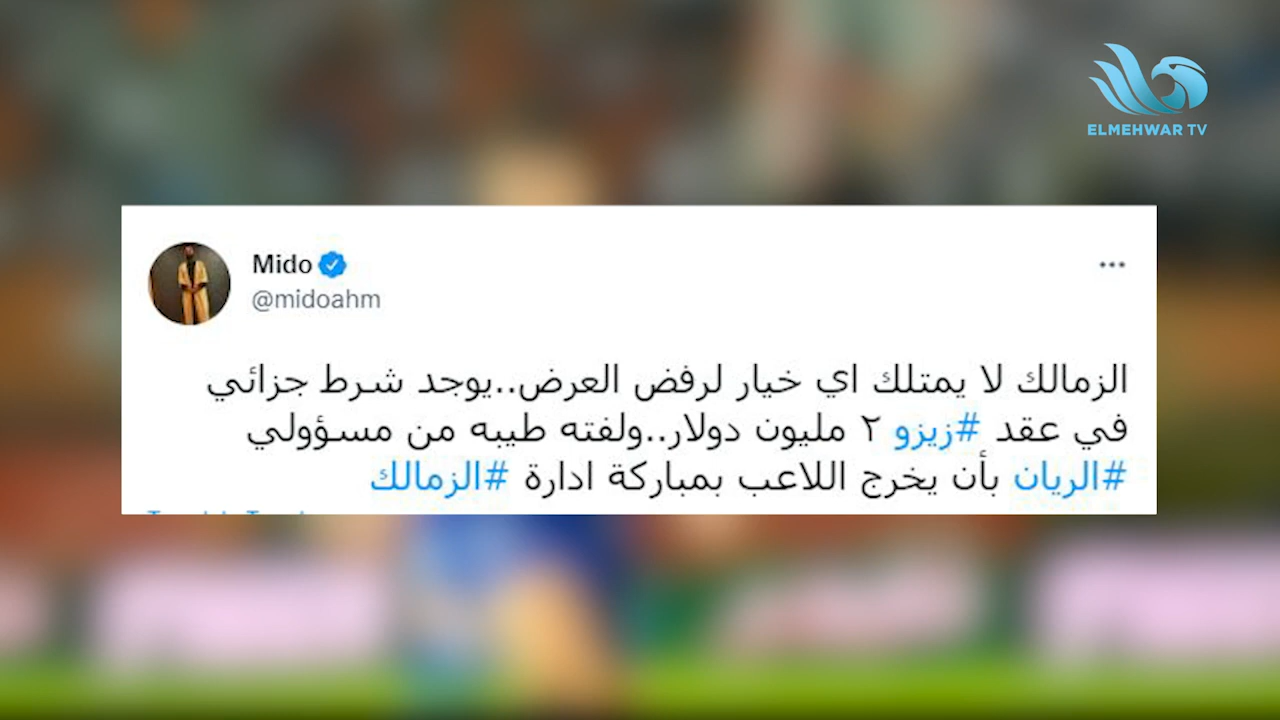 ELMEHWAR TV
Mido
@midoahm
الزمالك لا يمتلك اي خيار لرفض العرض..يوجد شرط جزائي
في عقد #زيزو ٢ مليون دولار..ولفته طيبه من مسؤولي
#الريان بأن يخرج اللاعب بمباركة ادارة #الزمالك